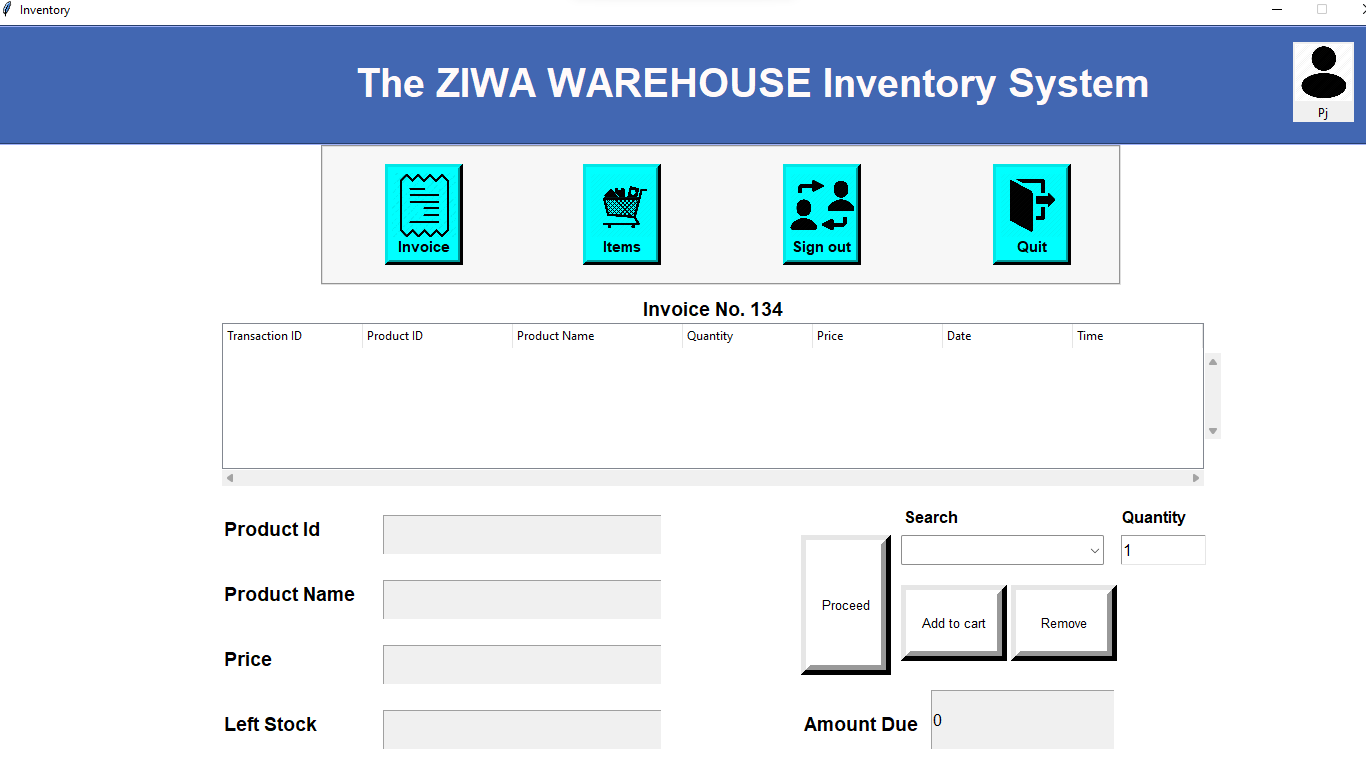 Inventory
The ZIWA WAREHOUSE Inventory System
Pj
Invoice Items Sign out Quit
Invoice No. 134
Transaction ID Product ID Product Name Quantity Price Date Time
Search Quantity
Product Id
1
Product Name
Proceed Add to cart Remove
Price
Left Stock
Amount Due 0